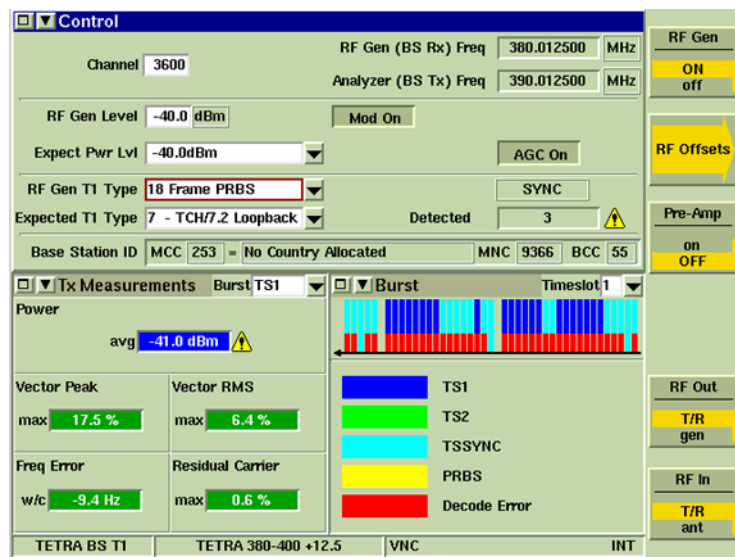 Control
RF Gen (BS Rx) Freq 380.012500 MHz
Channel 3600
Analyzer (BS Tx) Freq 390.012500 MHz
RF Gen Level -40.0 dBm Mod On
Expect Pwr Lvl -40.0dBm AGC On
RF Gen T1 Type 18 Frame PRBS SYNC
Expected T1 Type 7 - TCH/7.2 Loopback Detected 3
Base Station ID MCC 253 = No Country Allocated MNC 9366 BCC 55
Tx Measurements Burst TS1
Power
avg -41.0 dBm
Vector Peak
max 17.5 %
Vector RMS
max 6.4 %
Freq Error
w/c -9.4 Hz
Residual Carrier
max 0.6 %
Burst Timeslot 1
TS1
TS2
TSSYNC
PRBS
Decode Error
TETRA BS T1 TETRA 380-400 +12.5 VNC INT
RF Gen
ON
off
RF Offsets
Pre-Amp
on
OFF
RF Out
T/R
gen
RF In
T/R
ant